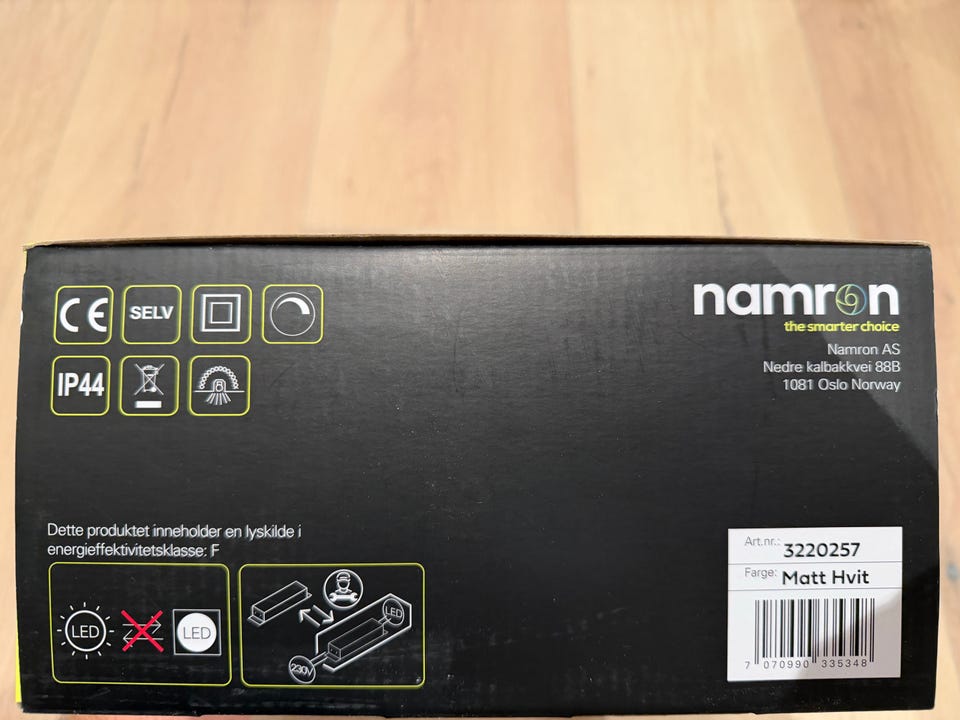 CE
SELV
IP44
namron
the smarter choice
Namron AS
Nedre kalbakkvei 88B
1081 Oslo Norway
Dette produktet inneholder en lyskilde i
energieffektivitetsklasse: F
LED
LED
LED
230V
Art.nr.: 3220257
Farge: Matt Hvit
7 070990 335348